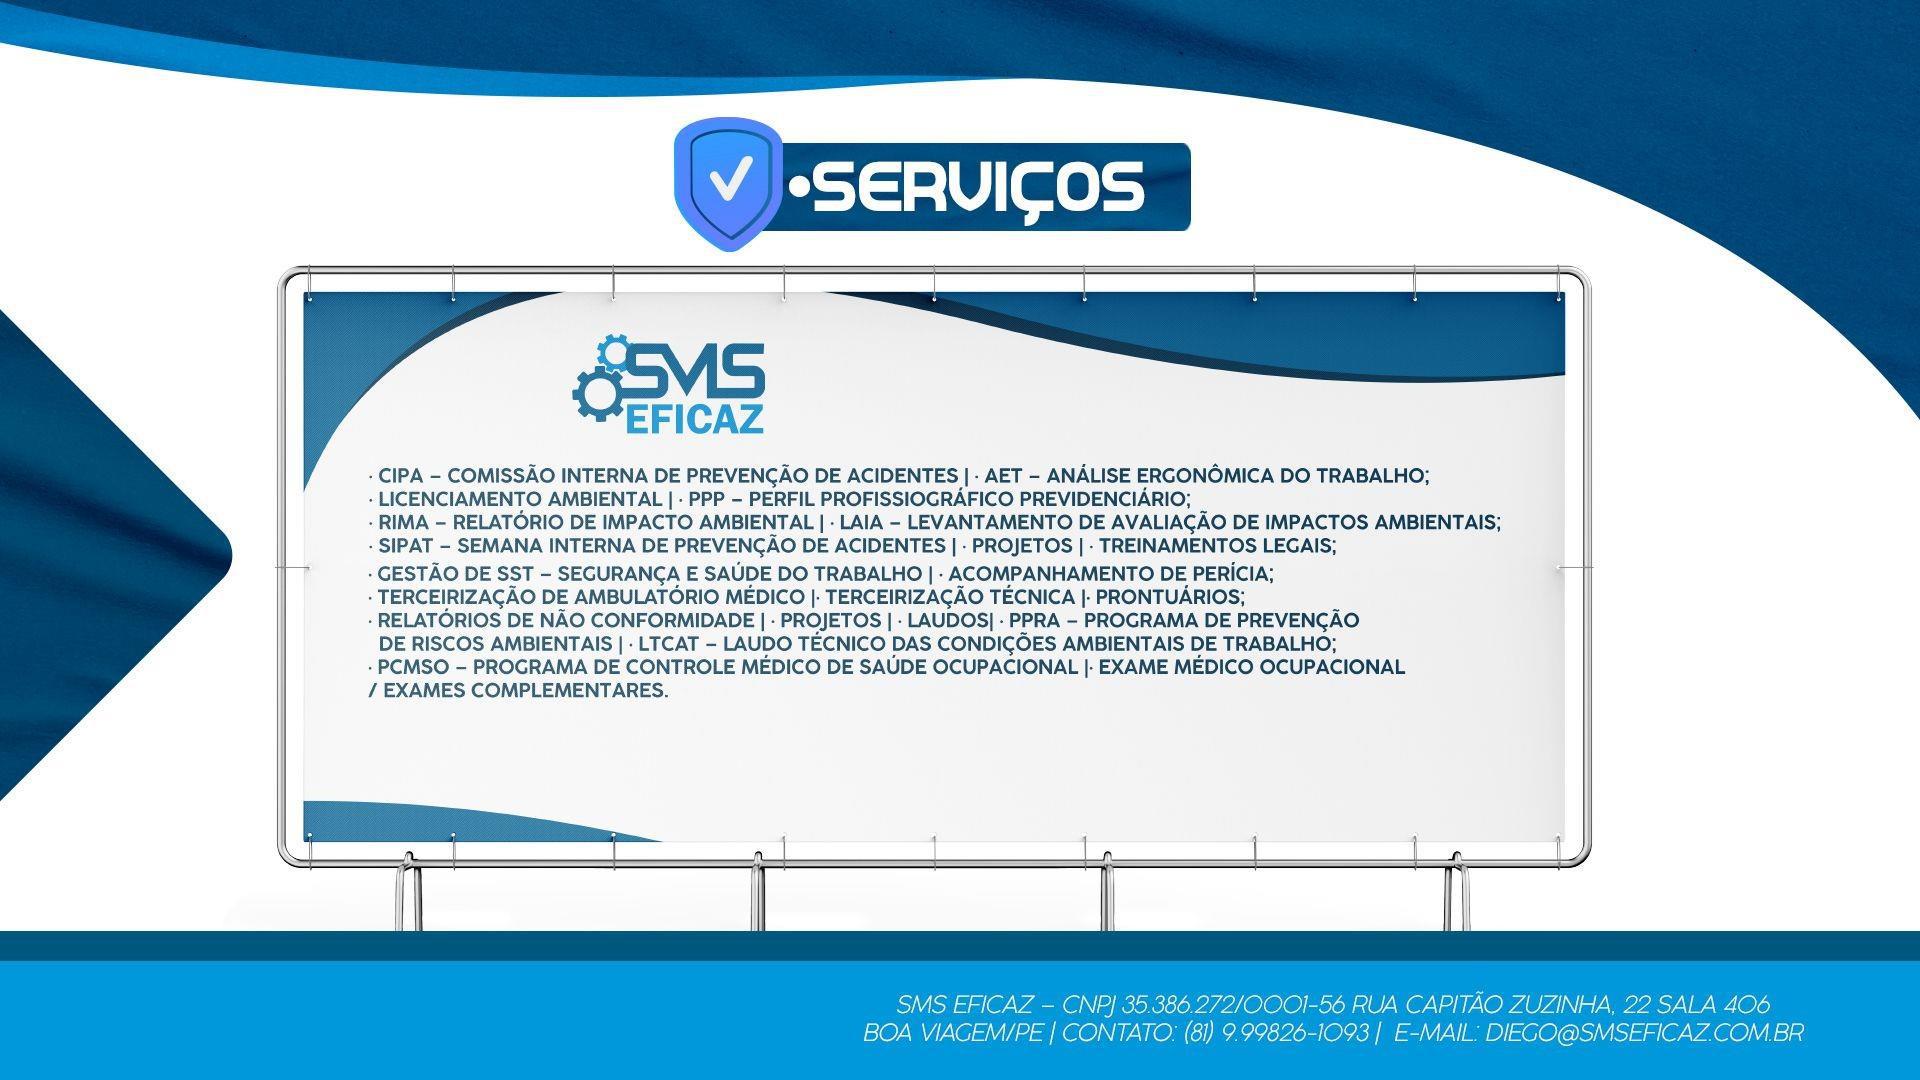 •SERVIÇOS
SMS
EFICAZ
· CIPA – COMISSÃO INTERNA DE PREVENÇÃO DE ACIDENTES | · AET – ANÁLISE ERGONÔMICA DO TRABALHO;
· LICENCIAMENTO AMBIENTAL | · PPP – PERFIL PROFISSIOGRÁFICO PREVIDENCIÁRIO;
· RIMA – RELATÓRIO DE IMPACTO AMBIENTAL | · LAIA – LEVANTAMENTO DE AVALIAÇÃO DE IMPACTOS AMBIENTAIS;
· SIPAT – SEMANA INTERNA DE PREVENÇÃO DE ACIDENTES | · PROJETOS | · TREINAMENTOS LEGAIS;
· GESTÃO DE SST – SEGURANÇA E SAÚDE DO TRABALHO | · ACOMPANHAMENTO DE PERÍCIA;
· TERCEIRIZAÇÃO DE AMBULATÓRIO MÉDICO |· TERCEIRIZAÇÃO TÉCNICA |· PRONTUÁRIOS;
· RELATÓRIOS DE NÃO CONFORMIDADE | · PROJETOS | · LAUDOS| · PPRA – PROGRAMA DE PREVENÇÃO
DE RISCOS AMBIENTAIS | · LTCAT – LAUDO TÉCNICO DAS CONDIÇÕES AMBIENTAIS DE TRABALHO;
· PCMSO – PROGRAMA DE CONTROLE MÉDICO DE SAÚDE OCUPACIONAL |· EXAME MÉDICO OCUPACIONAL
/ EXAMES COMPLEMENTARES.
SMS EFICAZ – CNPJ 35.386.272/0001-56 RUA CAPITÃO ZUZINHA, 22 SALA 406
BOA VIAGEM/PE | CONTATO: (81) 9.99826-1093 | E-MAIL: DIEGO@SMSEFICAZ.COM.BR